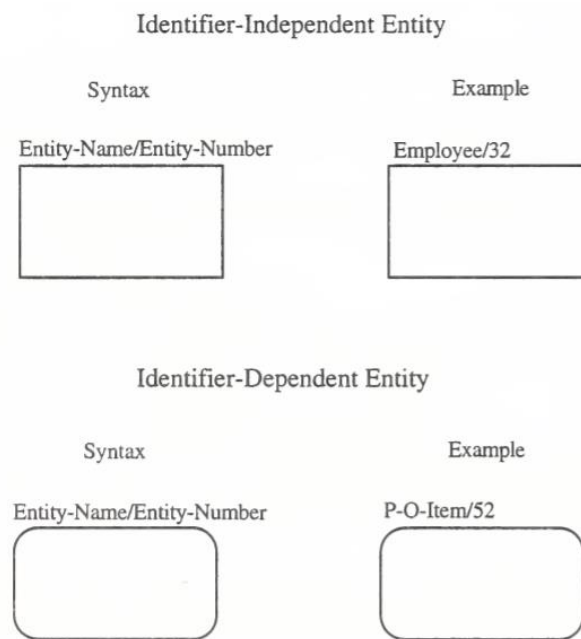 Identifier-Independent Entity
Syntax
Example
Entity-Name/Entity-Number
Employee/32
Identifier-Dependent Entity
Syntax
Example
Entity-Name/Entity-Number
P-O-Item/52